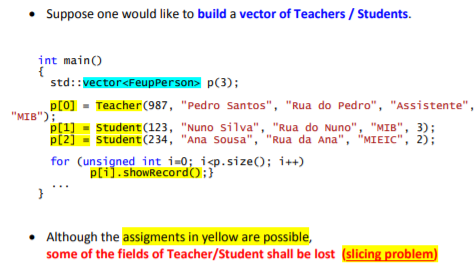 • Suppose one would like to build a vector of Teachers / Students.
int main()
{
std::vector<FeupPerson> p(3);
p[0] = Teacher(987, "Pedro Santos", "Rua do Pedro", "Assistente",
"MIB");
p[1] = Student(123, "Nuno Silva", "Rua do Nuno", "MIB", 3);
p[2] = Student(234, "Ana Sousa", "Rua da Ana", "MIEIC", 2);
for (unsigned int i=0; i<p.size(); i++)
p[i].showRecord();}
...
}
• Although the assigments in yellow are possible,
some of the fields of Teacher/Student shall be lost (slicing problem)